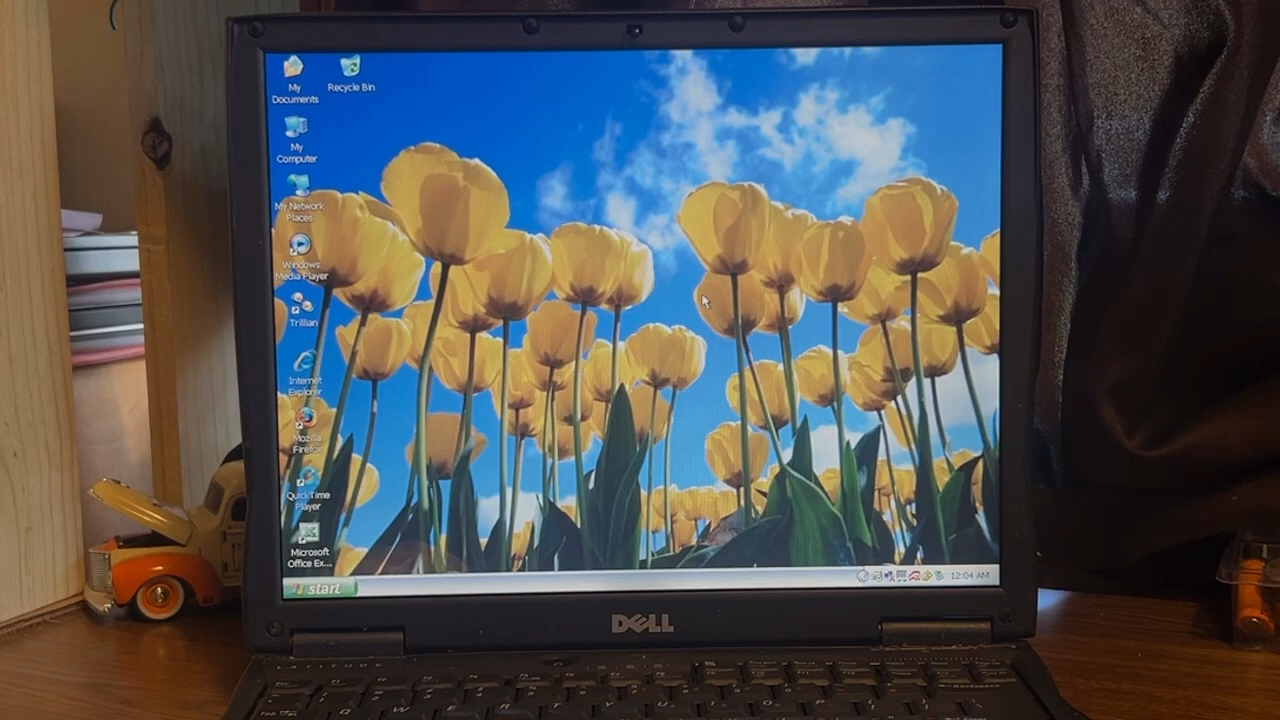 My
Documents
Recycle Bin
My
Computer
My Network
Places
Windows
Media Player
Trillian
Internet
Explorer
Mozilla
Firefox
QuickTime
Player
Microsoft
Office Ex...
start
12:04 AM
DELL
LATITUDE
Q W E R T Y U I O P